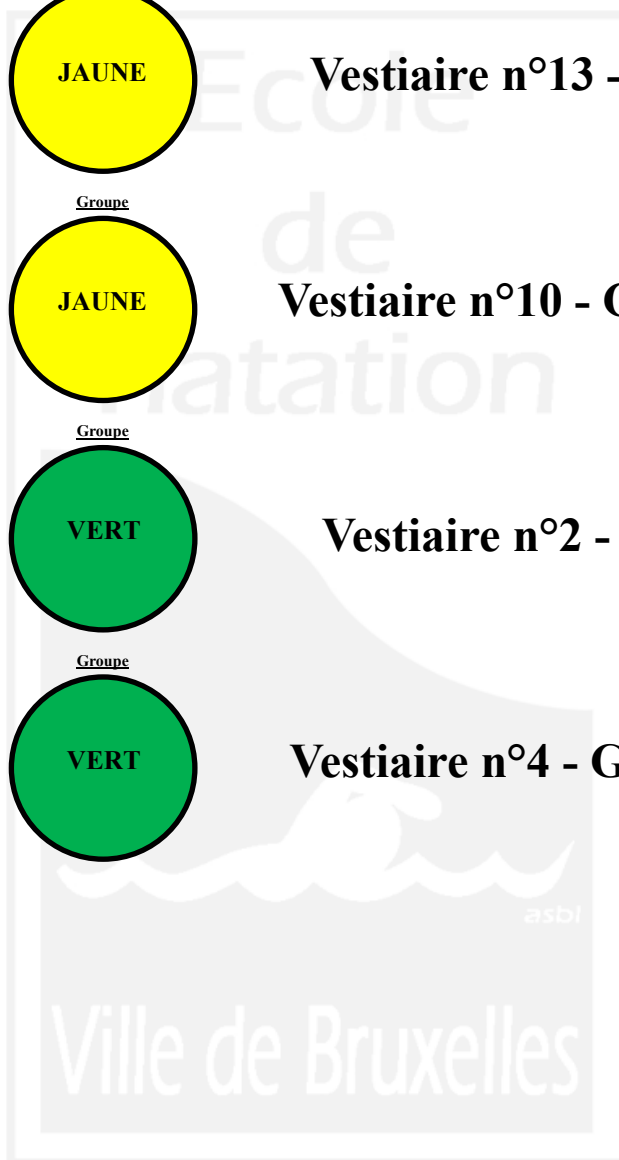 JAUNE
Vestiaire n°13 -
Groupe
JAUNE
Vestiaire n°10 - G
Groupe
VERT
Vestiaire n°2 -
Groupe
VERT
Vestiaire n°4 - G
Ecole
de
natation
asbl
Ville de Bruxelles